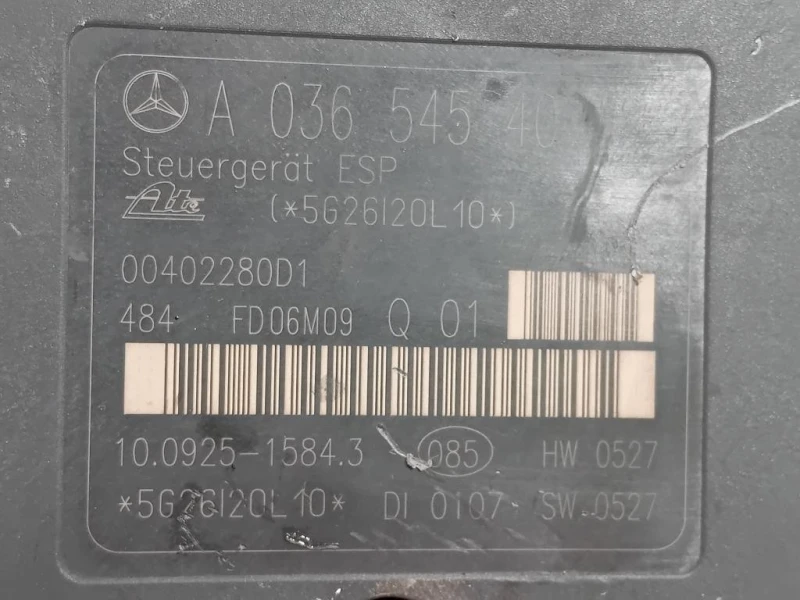 A 036 545 40
Steuergerät ESP
Ate (*5G26I20L10*)
00402280D1
484 FD06M09 Q 01
10.0925-1584.3 085 HW 0527
*5G26I20L10* DI 0107 SW 0527